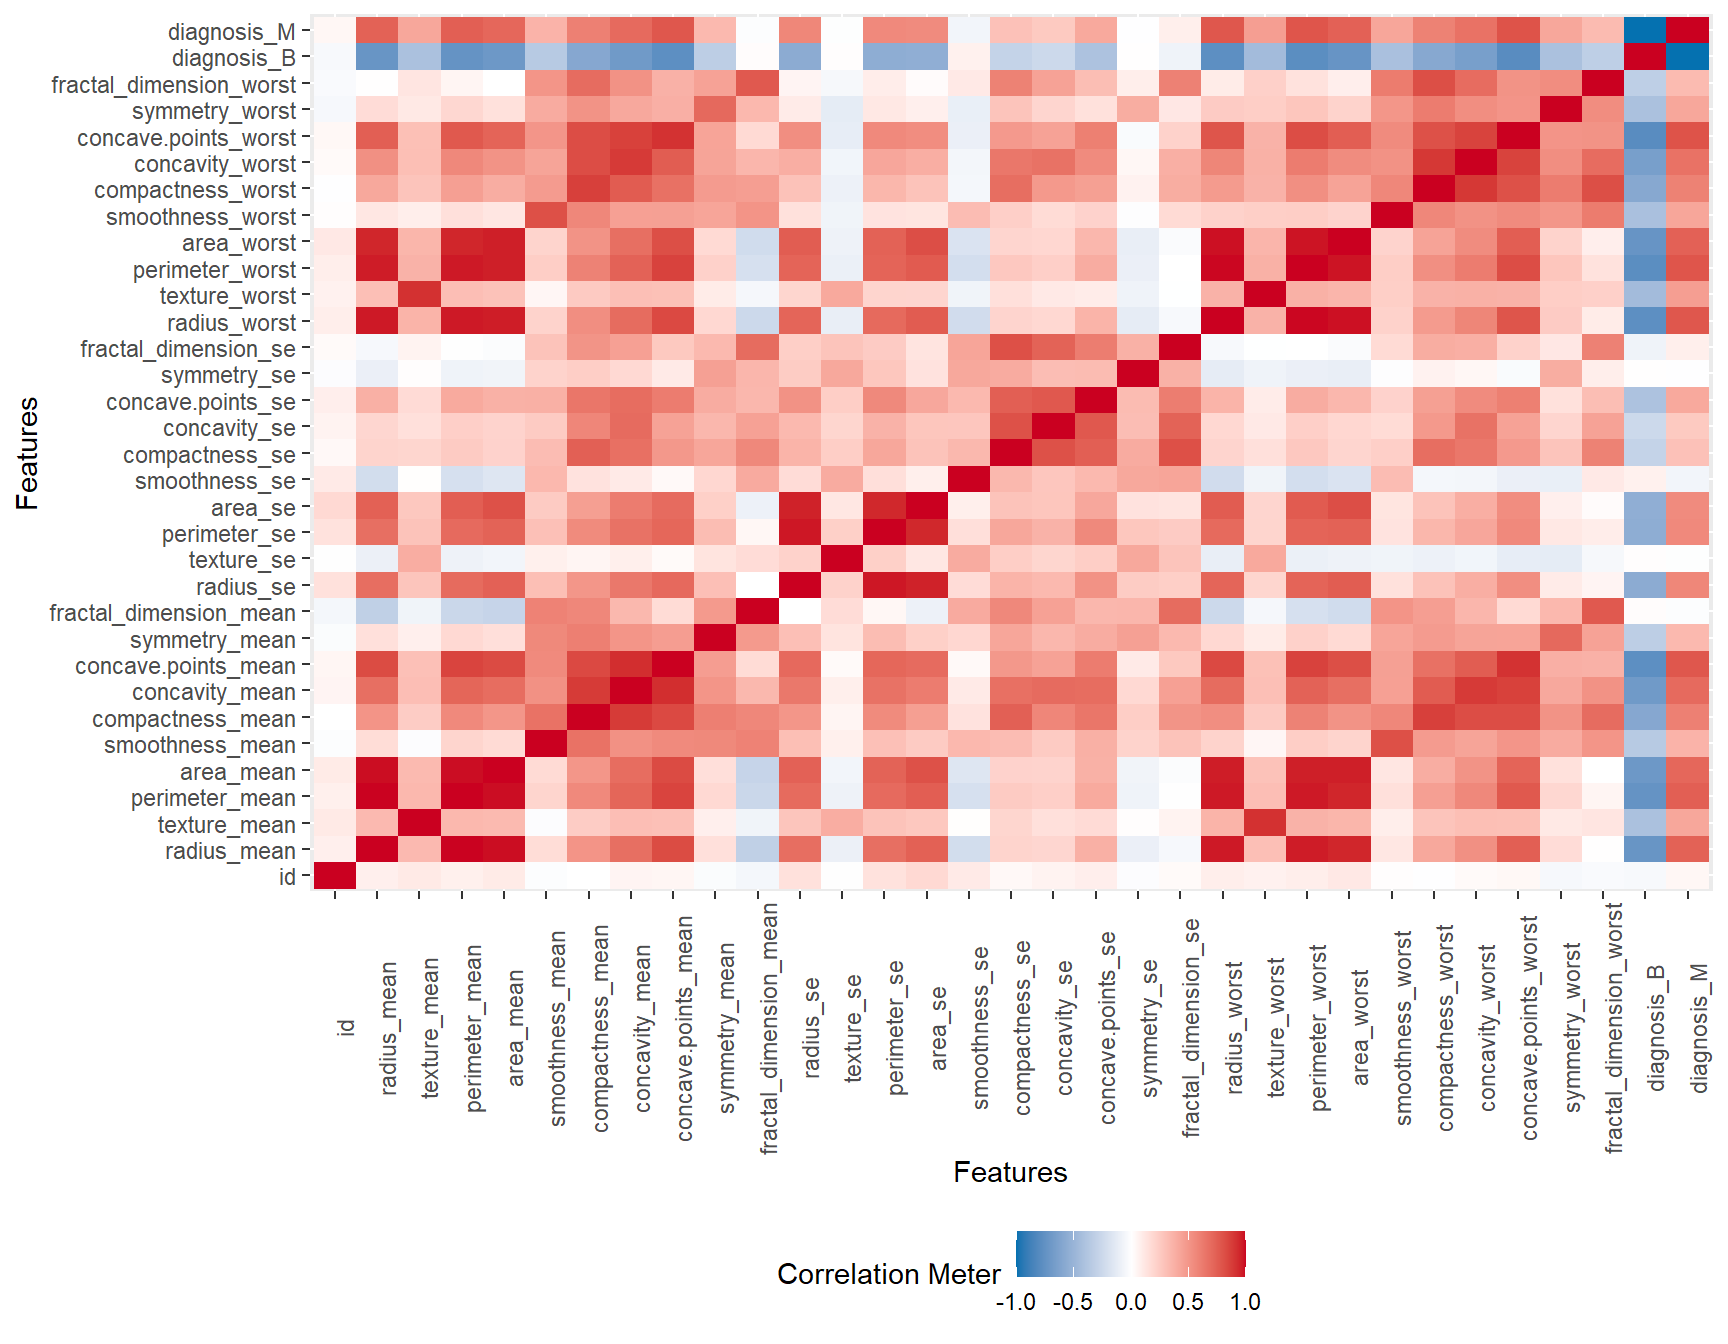 diagnosis_M
diagnosis_B
fractal_dimension_worst
symmetry_worst
concave.points_worst
concavity_worst
compactness_worst
smoothness_worst
area_worst
perimeter_worst
texture_worst
radius_worst
fractal_dimension_se
symmetry_se
concave.points_se
concavity_se
compactness_se
smoothness_se
area_se
perimeter_se
texture_se
radius_se
fractal_dimension_mean
symmetry_mean
concave.points_mean
concavity_mean
compactness_mean
smoothness_mean
area_mean
perimeter_mean
texture_mean
radius_mean
id
Features
id
radius_mean
texture_mean
perimeter_mean
area_mean
smoothness_mean
compactness_mean
concavity_mean
concave.points_mean
symmetry_mean
fractal_dimension_mean
radius_se
texture_se
perimeter_se
area_se
smoothness_se
compactness_se
concavity_se
concave.points_se
symmetry_se
fractal_dimension_se
radius_worst
texture_worst
perimeter_worst
area_worst
smoothness_worst
compactness_worst
concavity_worst
concave.points_worst
symmetry_worst
fractal_dimension_worst
diagnosis_B
diagnosis_M
Features
Correlation Meter
-1.0 -0.5 0.0 0.5 1.0